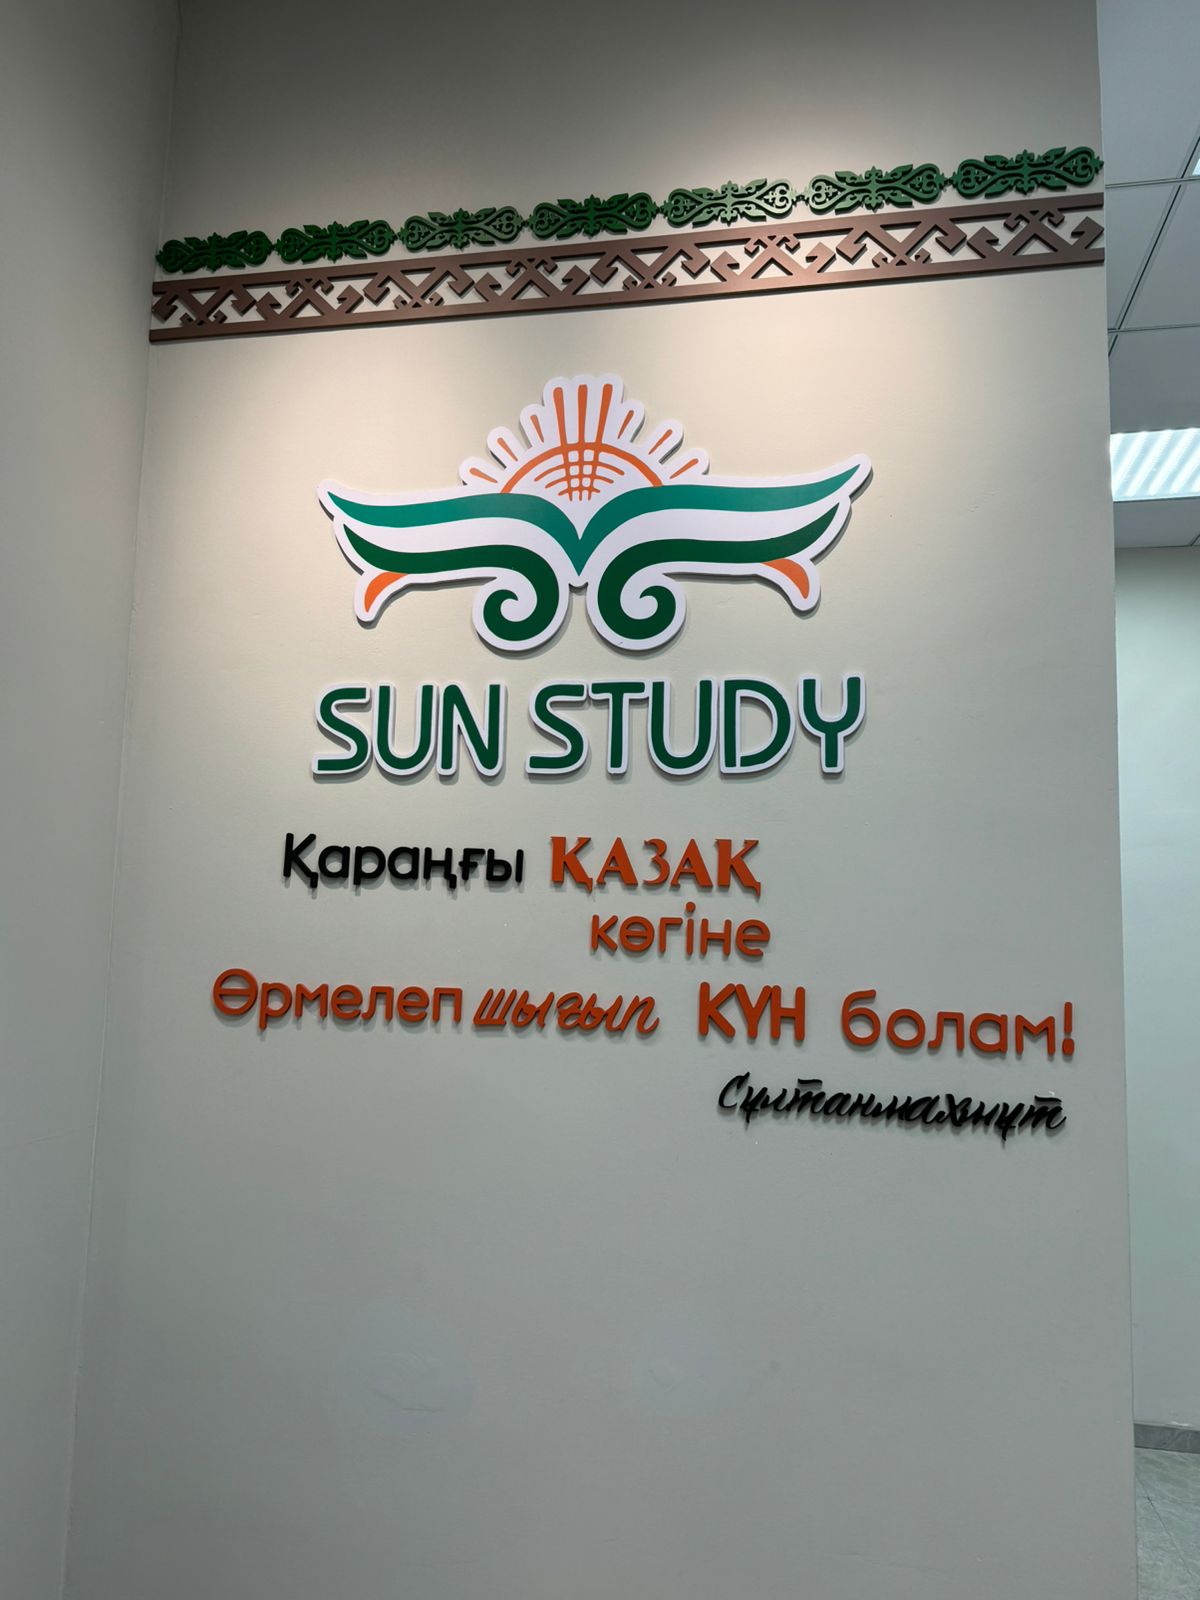 SUN STUDY
Қараңғы ҚАЗАҚ
көгіне
Өрмелеп шығып КҮН болам!
Сұлтанмахмұт